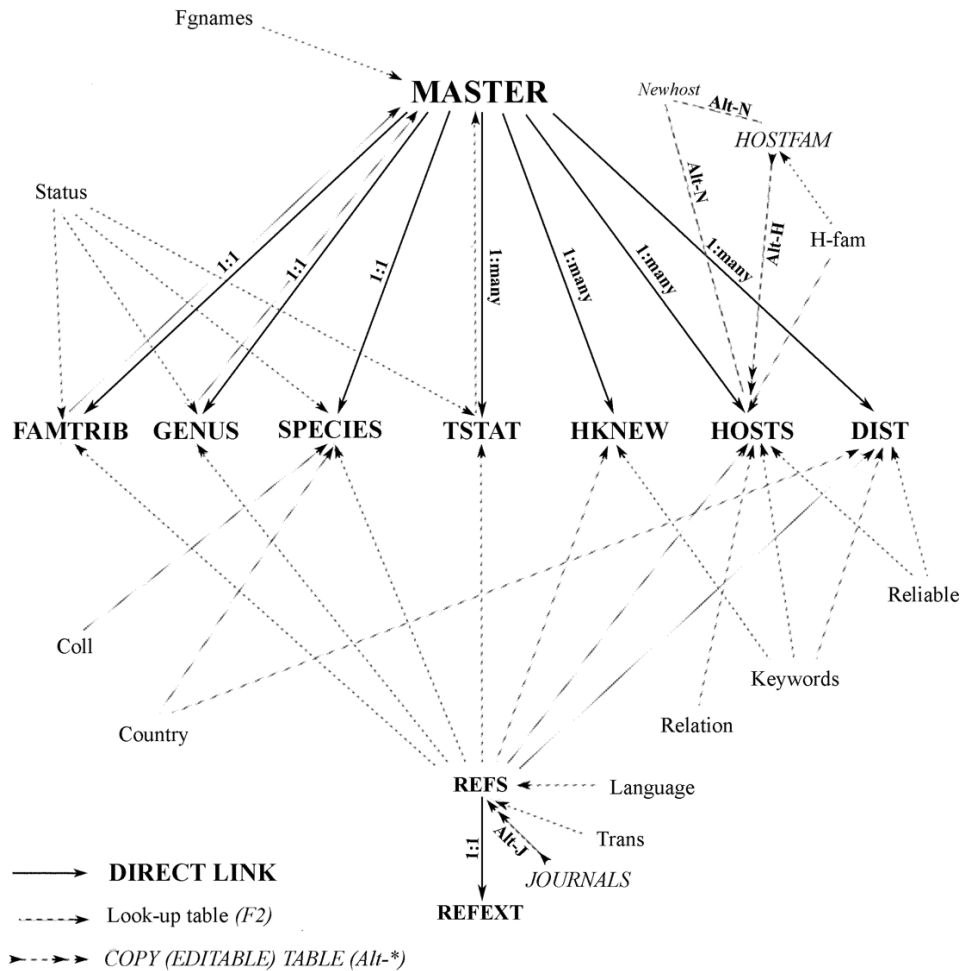 Fgnames
MASTER
Newhost
Alt-N
HOSTFAM
Alt-N
Status
H-fam
Alt-H
1:1
1:1
1:1
1:many
1:many
1:many
1:many
FAMTRIB GENUS SPECIES TSTAT HKNEW HOSTS DIST
Reliable
Coll
Keywords
Country
Relation
REFS
Language
Trans
Alt-J
1:1
JOURNALS
DIRECT LINK
REFEXT
Look-up table (F2)
COPY (EDITABLE) TABLE (Alt-*)